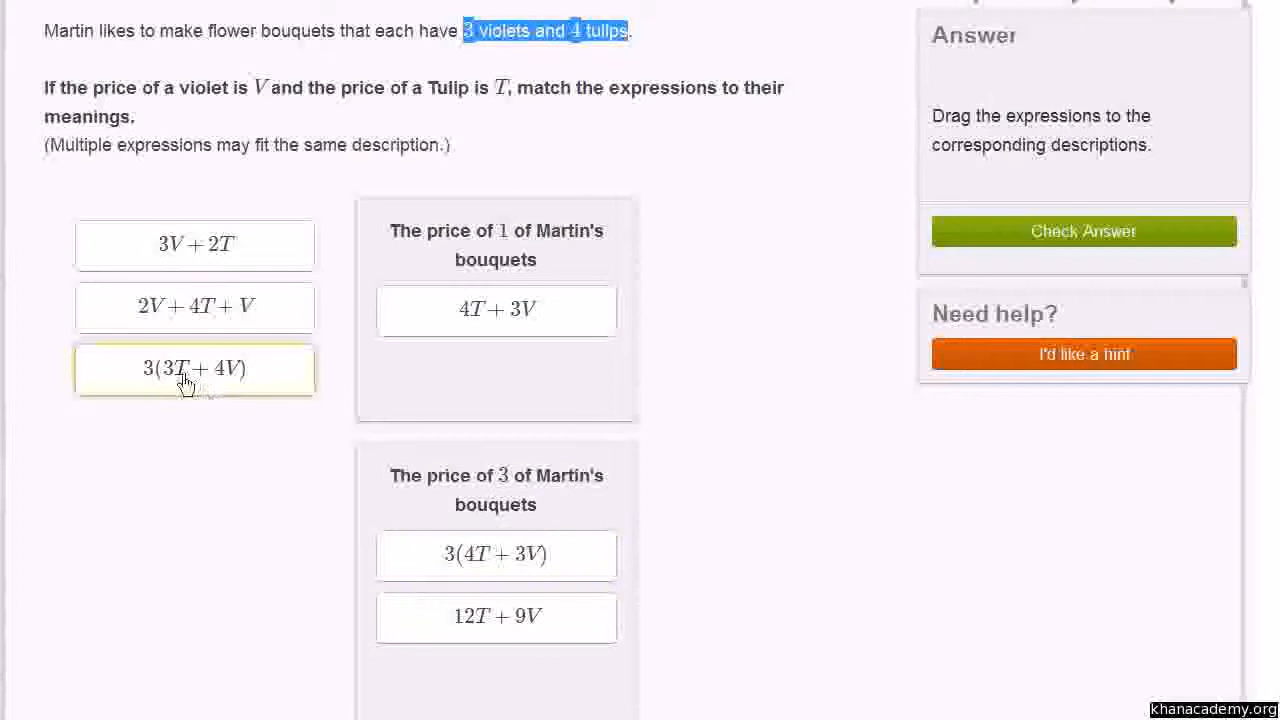 Martin likes to make flower bouquets that each have 3 violets and 4 tulips.
If the price of a violet is V and the price of a Tulip is T, match the expressions to their
meanings.
(Multiple expressions may fit the same description.)
3V + 2T
2V + 4T + V
3(3T + 4V)
The price of 1 of Martin's
bouquets
4T + 3V
The price of 3 of Martin's
bouquets
3(4T + 3V)
12T + 9V
Answer
Drag the expressions to the
corresponding descriptions.
Check Answer
Need help?
I'd like a hint
khanacademy.org